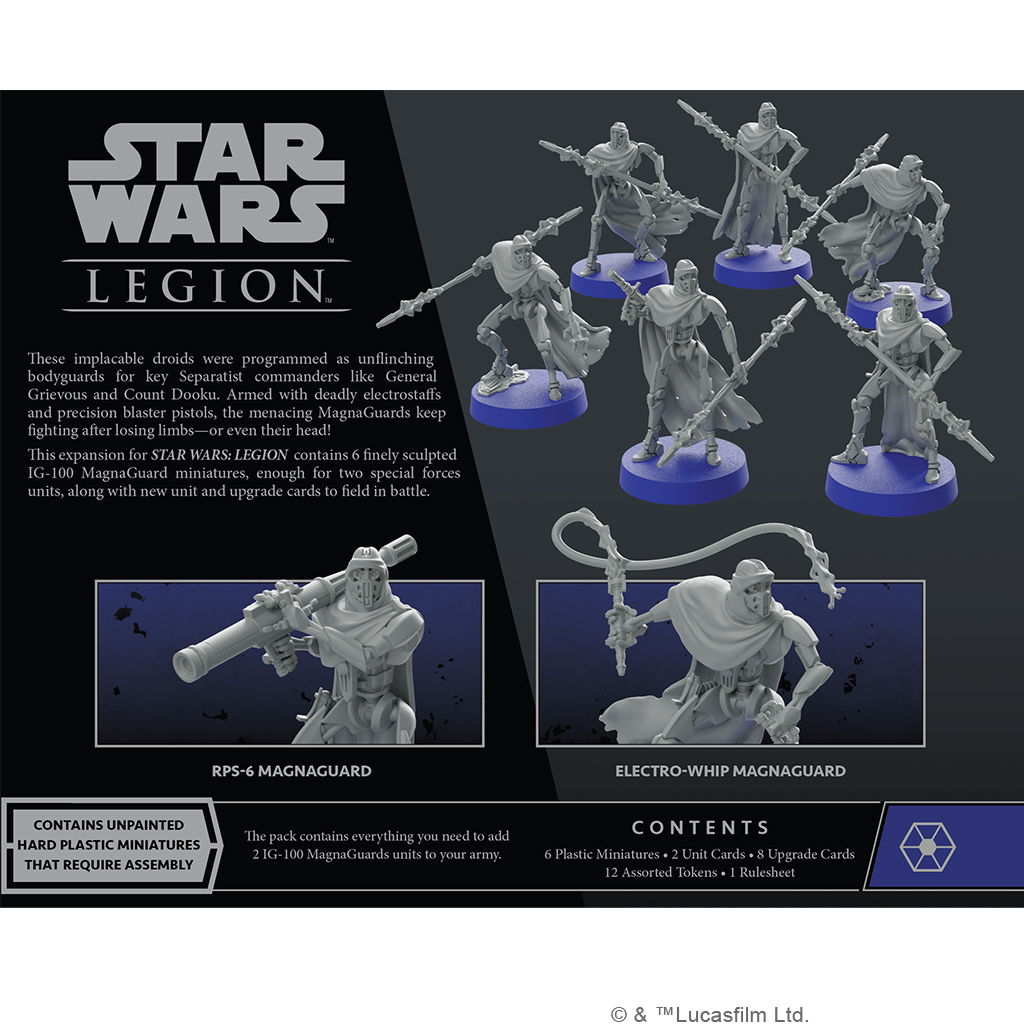 STAR
WARS™
LEGION™
These implacable droids were programmed as unflinching
bodyguards for key Separatist commanders like General
Grievous and Count Dooku. Armed with deadly electrostaffs
and precision blaster pistols, the menacing MagnaGuards keep
fighting after losing limbs—or even their head!
This expansion for STAR WARS: LEGION contains 6 finely sculpted
IG-100 MagnaGuard miniatures, enough for two special forces
units, along with new unit and upgrade cards to field in battle.
RPS-6 MAGNAGUARD
ELECTRO-WHIP MAGNAGUARD
CONTAINS UNPAINTED
HARD PLASTIC MINIATURES
THAT REQUIRE ASSEMBLY
The pack contains everything you need to add
2 IG-100 MagnaGuards units to your army.
CONTENTS
6 Plastic Miniatures • 2 Unit Cards • 8 Upgrade Cards
12 Assorted Tokens • 1 Rulesheet
© & ™Lucasfilm Ltd.